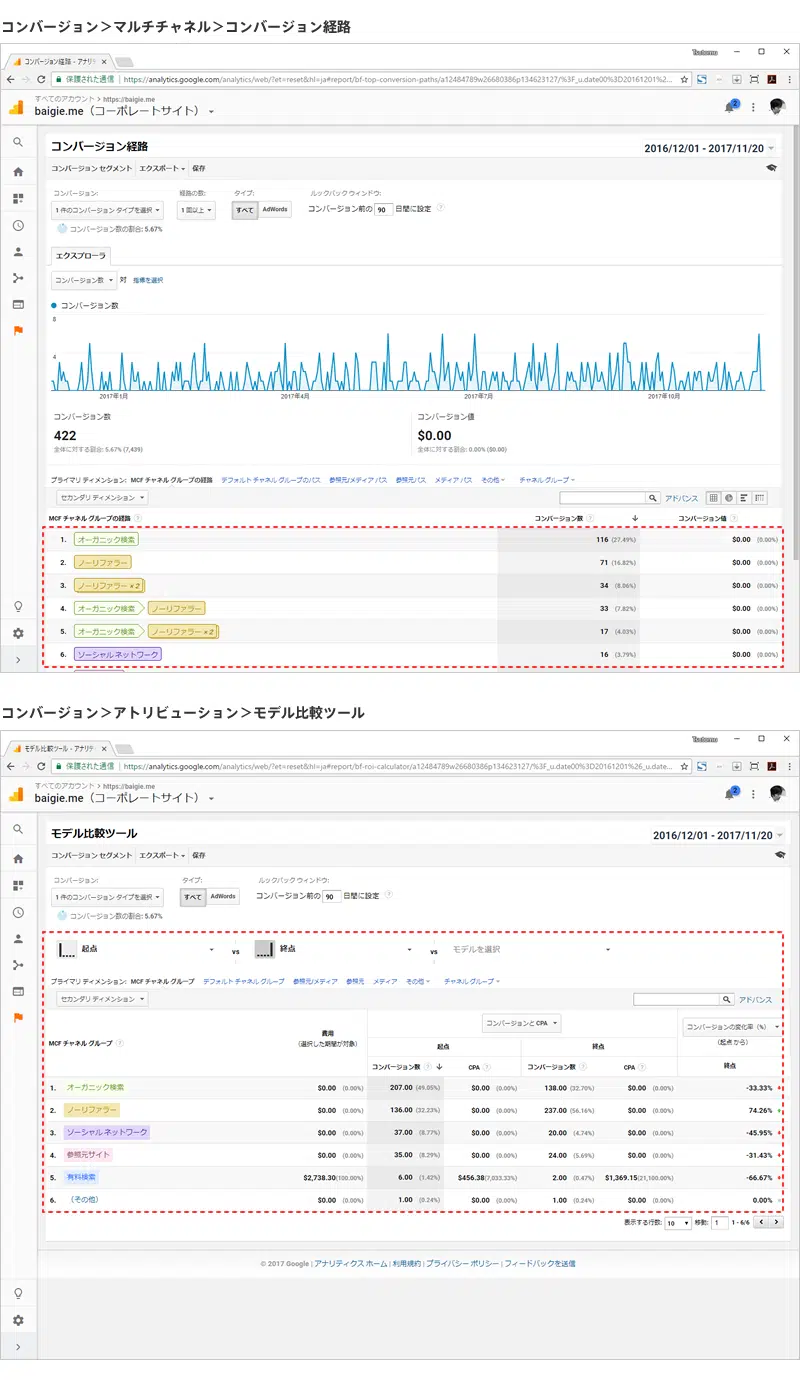 コンバージョン＞マルチチャネル＞コンバージョン経路
コンバージョン経路 - アナリテ
保護された通信 https://analytics.google.com/analytics/web/?et=reset&hl=ja#report/bf-top-conversion-paths/a12484789w26680386p134623127/%3F_u.date00%3D20161201%2...
すべてのアカウント > https://baigie.me
baigie.me（コーポレートサイト）
2
コンバージョン経路
2016/12/01 - 2017/11/20
コンバージョン セグメント エクスポート 保存
コンバージョン: 経路の数: タイプ: ルックバック ウィンドウ:
1 件のコンバージョン タイプを選択 1 回以上 すべて AdWords コンバージョン前の 90 日間に設定
コンバージョン数の割合: 5.67%
エクスプローラ
コンバージョン数 対 指標を選択
コンバージョン数
8
4
2017年1月 2017年4月 2017年7月 2017年10月
コンバージョン数 コンバージョン値
422 $0.00
全体に対する割合: 5.67% (7,439) 全体に対する割合: 0.00% ($0.00)
プライマリ ディメンション: MCF チャネル グループの経路 デフォルト チャネル グループのパス 参照元/メディア パス 参照元パス メディア パス その他 チャネル グループ
セカンダリ ディメンション アドバンス
MCF チャネル グループの経路 コンバージョン数 コンバージョン値
1. オーガニック検索 116 (27.49%) $0.00 (0.00%)
2. ノーリファラー 71 (16.82%) $0.00 (0.00%)
3. ノーリファラー × 2 34 (8.06%) $0.00 (0.00%)
4. オーガニック検索 ノーリファラー 33 (7.82%) $0.00 (0.00%)
5. オーガニック検索 ノーリファラー × 2 17 (4.03%) $0.00 (0.00%)
6. ソーシャル ネットワーク 16 (3.79%) $0.00 (0.00%)
コンバージョン＞アトリビューション＞モデル比較ツール
モデル比較ツール - アナリテ
保護された通信 https://analytics.google.com/analytics/web/?et=reset&hl=ja#report/bf-roi-calculator/a12484789w26680386p134623127/%3F_u.date00%3D20161201%26_u.date...
すべてのアカウント > https://baigie.me
baigie.me（コーポレートサイト）
2
モデル比較ツール
2016/12/01 - 2017/11/20
コンバージョン セグメント エクスポート 保存
コンバージョン: タイプ: ルックバック ウィンドウ:
1 件のコンバージョン タイプを選択 すべて AdWords コンバージョン前の 90 日間に設定
コンバージョン数の割合: 5.67%
起点 vs 終点 vs モデルを選択
プライマリ ディメンション: MCF チャネル グループ デフォルト チャネル グループ 参照元/メディア 参照元 メディア その他 チャネル グループ
セカンダリ ディメンション アドバンス
コンバージョンと CPA コンバージョンの変化率（%）
MCF チャネル グループ 費用 （選択した期間が対象） 起点 終点 （起点 から）
コンバージョン数 CPA コンバージョン数 CPA 終点
1. オーガニック検索 $0.00 (0.00%) 207.00 (49.05%) $0.00 (0.00%) 138.00 (32.70%) $0.00 (0.00%) -33.33%
2. ノーリファラー $0.00 (0.00%) 136.00 (32.23%) $0.00 (0.00%) 237.00 (56.16%) $0.00 (0.00%) 74.26%
3. ソーシャル ネットワーク $0.00 (0.00%) 37.00 (8.77%) $0.00 (0.00%) 20.00 (4.74%) $0.00 (0.00%) -45.95%
4. 参照元サイト $0.00 (0.00%) 35.00 (8.29%) $0.00 (0.00%) 24.00 (5.69%) $0.00 (0.00%) -31.43%
5. 有料検索 $2,738.30(100.00%) 6.00 (1.42%) $456.38(7,033.33%) 2.00 (0.47%) $1,369.15(21,100.00%) -66.67%
6. （その他） $0.00 (0.00%) 1.00 (0.24%) $0.00 (0.00%) 1.00 (0.24%) $0.00 (0.00%) 0.00%
表示する行数: 10 移動: 1 1 - 6/6
© 2017 Google | アナリティクス ホーム | 利用規約 | プライバシー ポリシー | フィードバックを送信